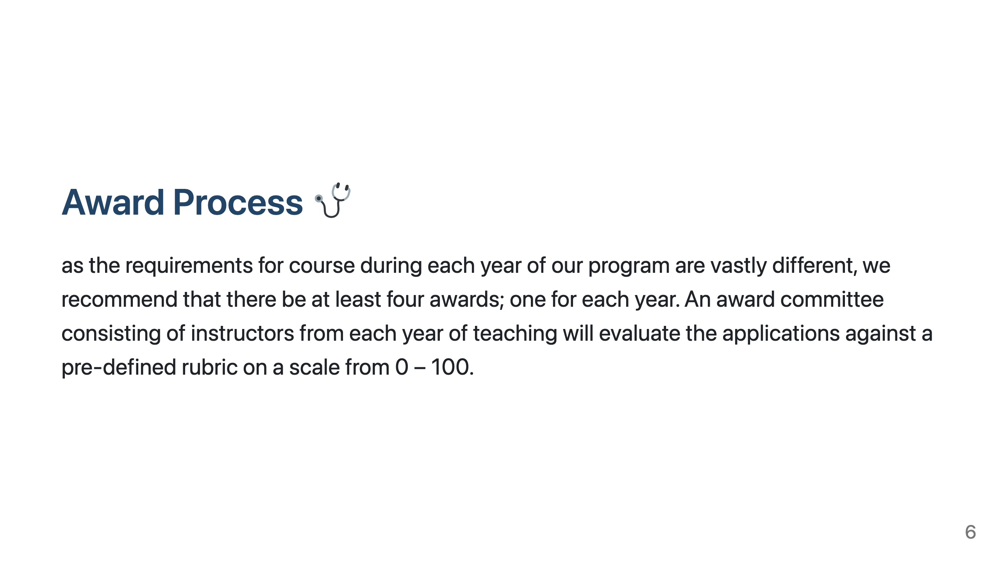 Award Process 🩺
as the requirements for course during each year of our program are vastly different, we
recommend that there be at least four awards; one for each year. An award committee
consisting of instructors from each year of teaching will evaluate the applications against a
pre-defined rubric on a scale from 0 – 100.
6